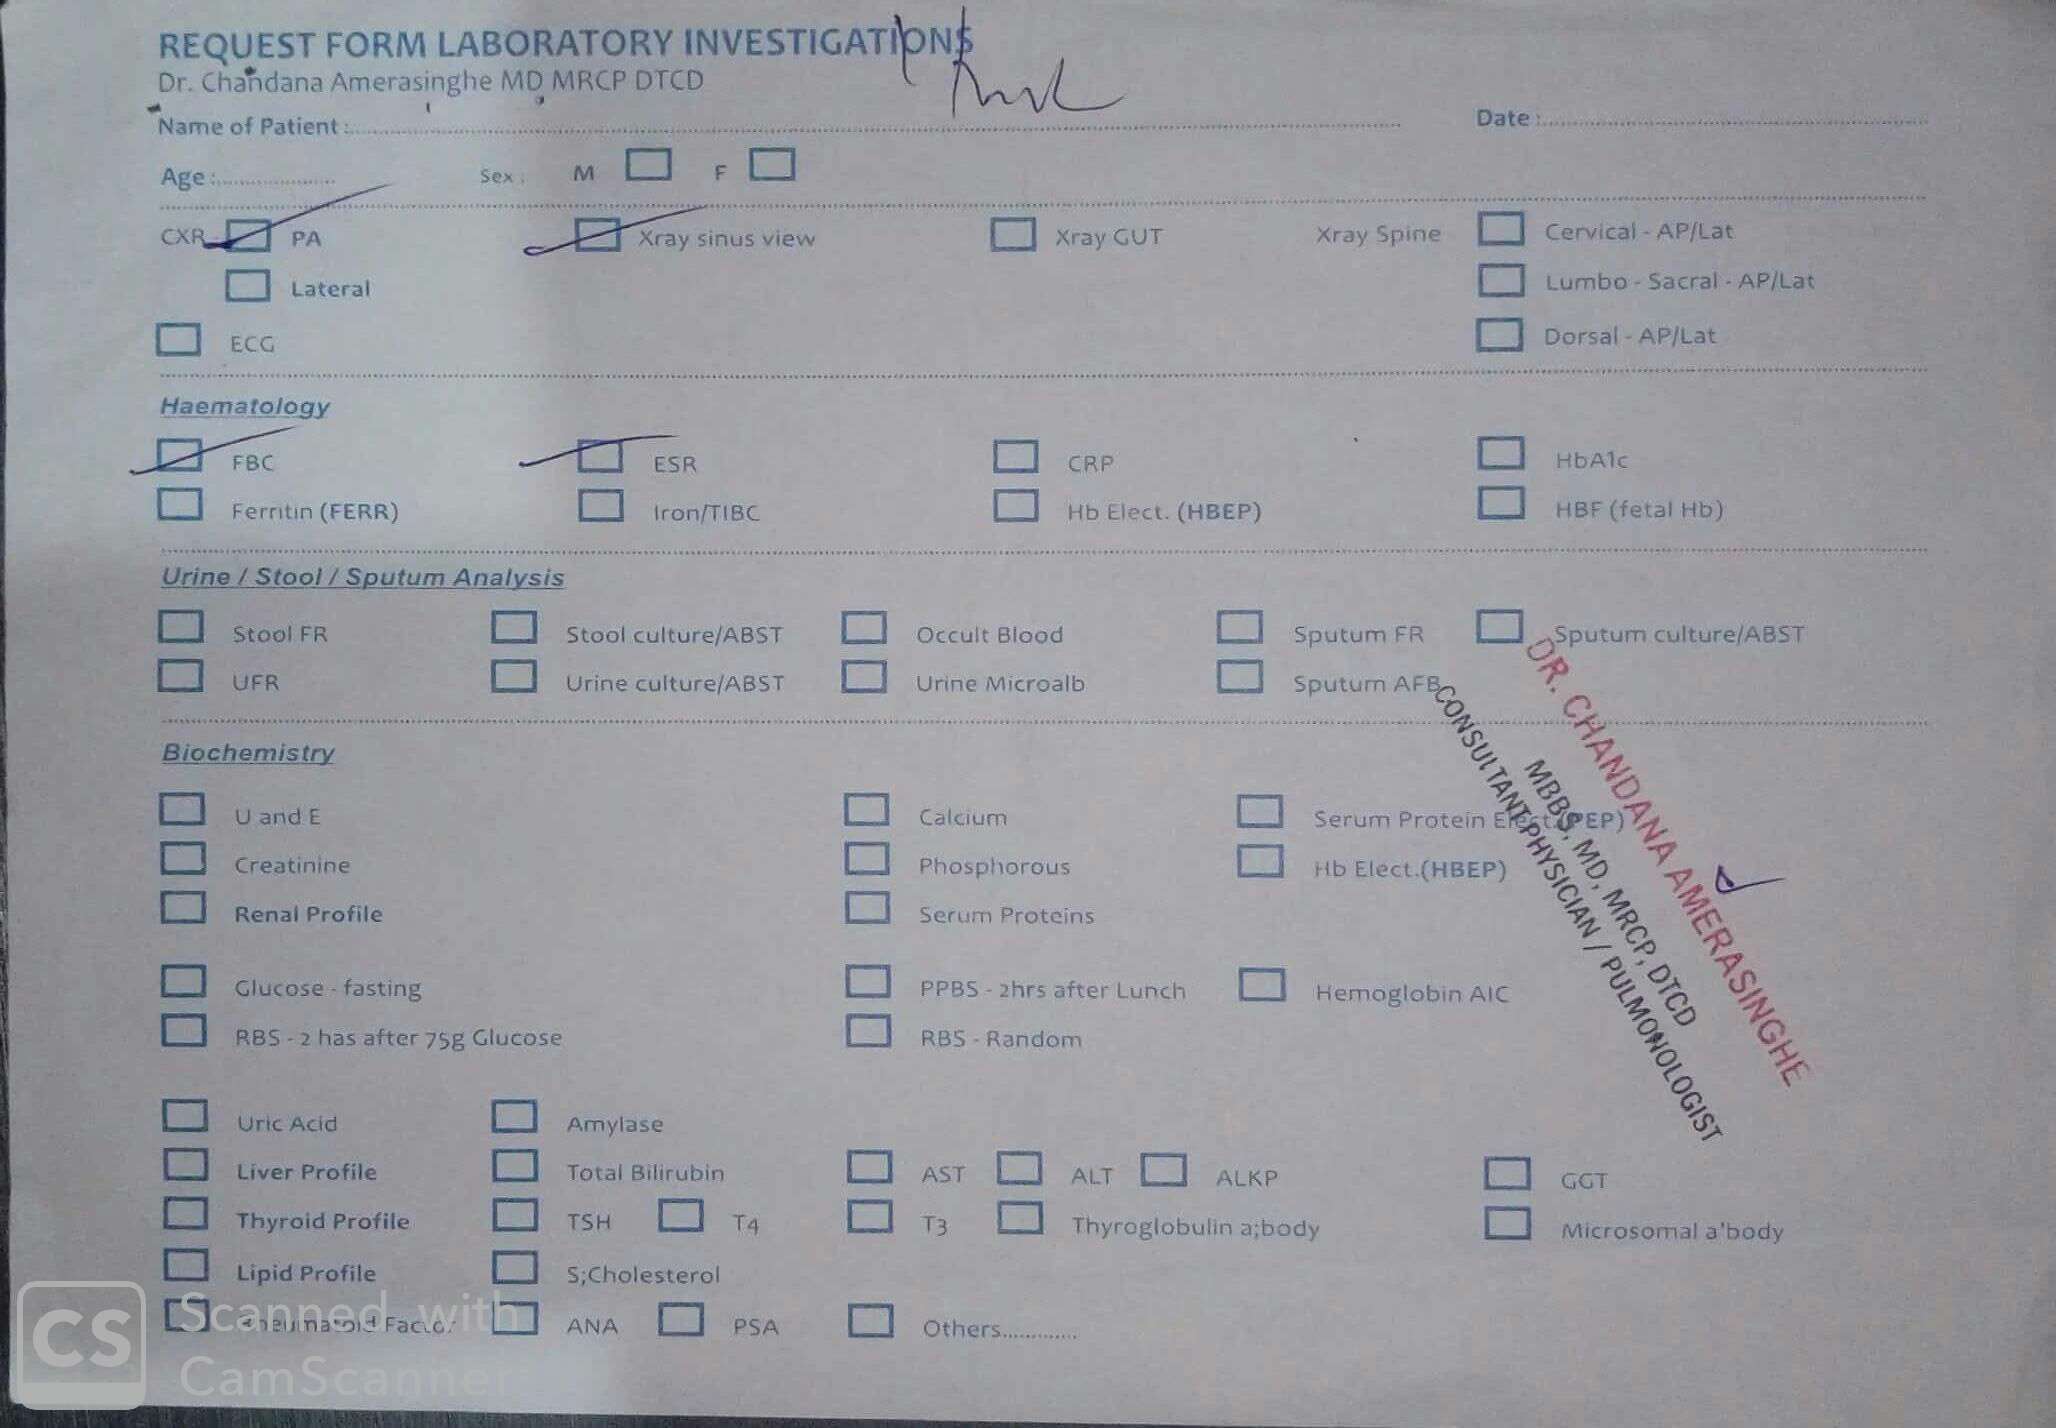 REQUEST FORM LABORATORY INVESTIGATIONS
Dr. Chandana Amerasinghe MD MRCP DTCD
Name of Patient :
Date :
Age :
Sex : M F
CXR PA Xray sinus view Xray GUT Xray Spine Cervical - AP/Lat
Lateral Lumbo - Sacral - AP/Lat
ECG Dorsal - AP/Lat
Haematology
FBC ESR CRP HbA1c
Ferritin (FERR) Iron/TIBC Hb Elect. (HBEP) HBF (fetal Hb)
Urine / Stool / Sputum Analysis
Stool FR Stool culture/ABST Occult Blood Sputum FR Sputum culture/ABST
UFR Urine culture/ABST Urine Microalb Sputum AFB
Biochemistry
U and E Calcium Serum Protein Elect.(PEP)
Creatinine Phosphorous Hb Elect.(HBEP)
Renal Profile Serum Proteins
Glucose - fasting PPBS - 2hrs after Lunch Hemoglobin AIC
RBS - 2 has after 75g Glucose RBS - Random
Uric Acid Amylase
Liver Profile Total Bilirubin AST ALT ALKP GGT
Thyroid Profile TSH T4 T3 Thyroglobulin a;body Microsomal a'body
Lipid Profile S;Cholesterol
Rheumatoid Factor ANA PSA Others.............
DR. CHANDANA AMERASINGHE
MBBS, MD, MRCP, DTCD
CONSULTANT PHYSICIAN / PULMONOLOGIST
CS Scanned with
CamScanner